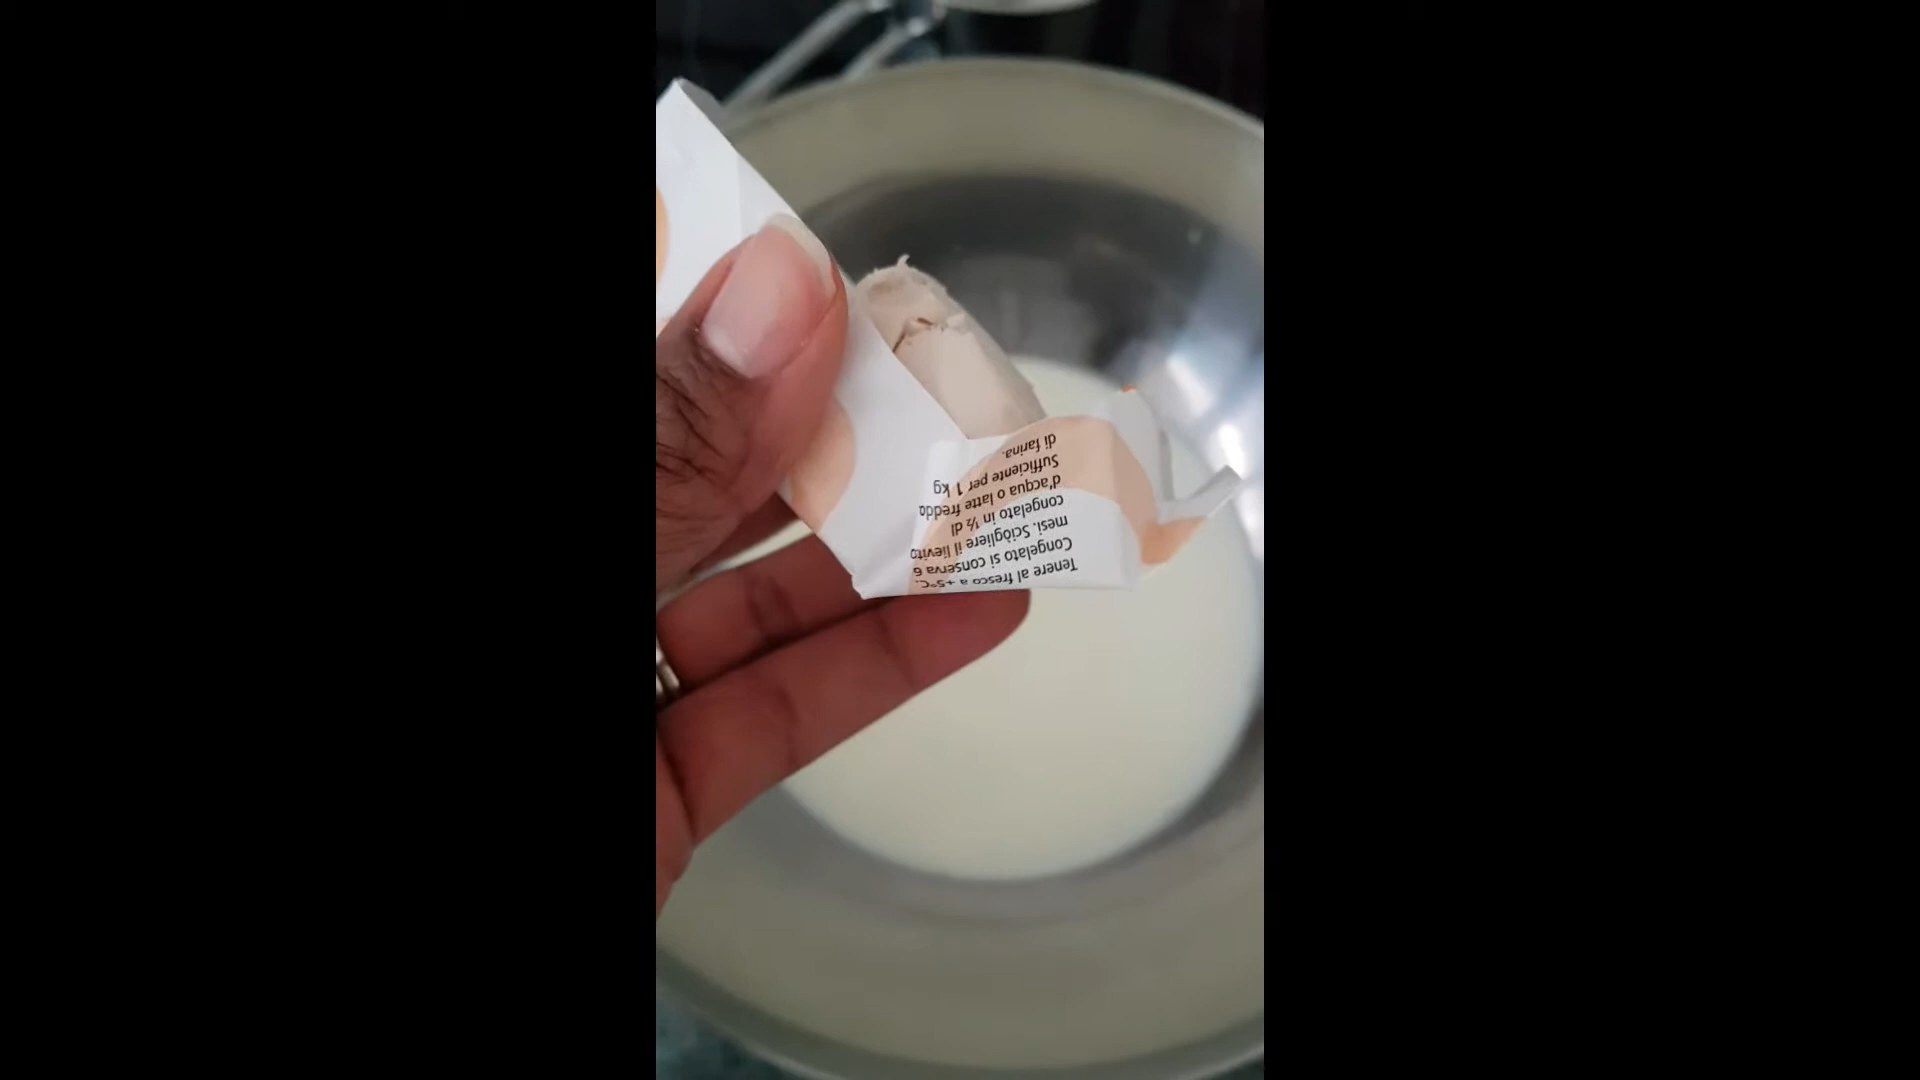 Tenere al fresco a +5°C.
Congelato si conserva 6
mesi. Sciogliere il lievito
congelato in ½ dl
d'acqua o latte freddo
Sufficiente per 1 kg
di farina.